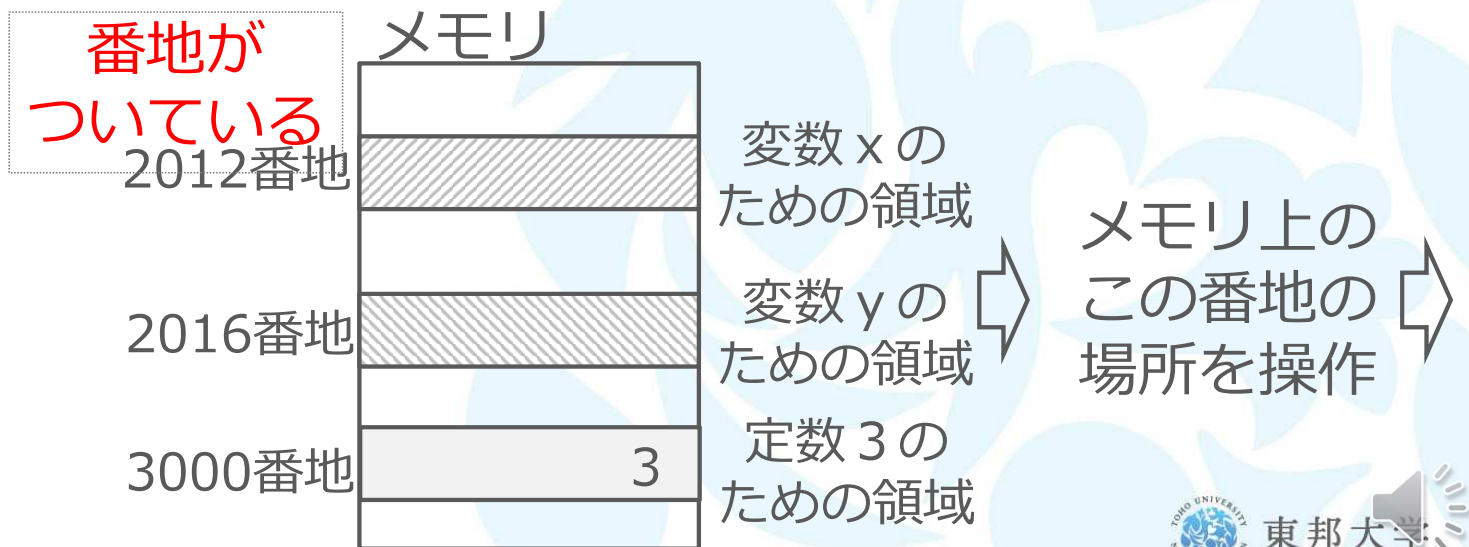 番地が
ついている
メモリ
2012番地
変数 x の
ための領域
2016番地
変数 y の
ための領域
3000番地
3
定数３の
ための領域
メモリ上の
この番地の
場所を操作
TOHO UNIVERSITY
東邦大学